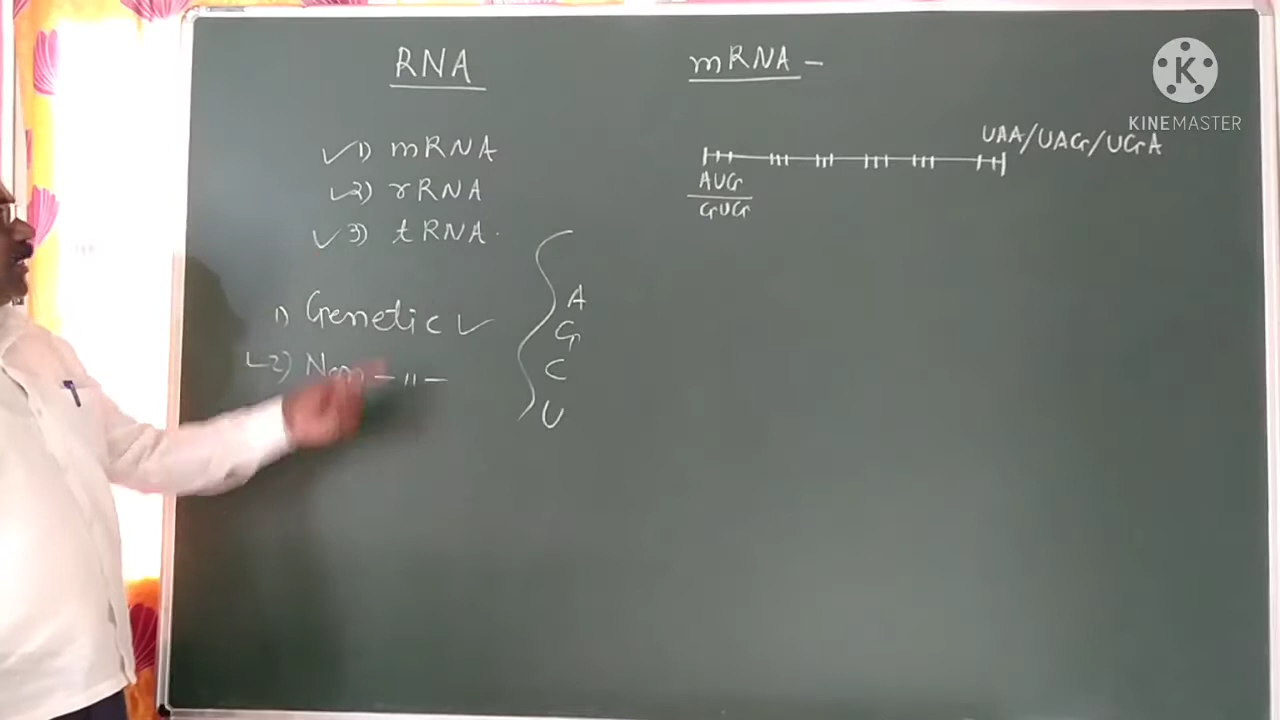 RNA
1) mRNA
2) rRNA
3) tRNA.
1) Genetic
2) Non -〃-
A
G
C
U
mRNA -
UAA/UAG/UGA
AUG
GUG
K
KINEMASTER